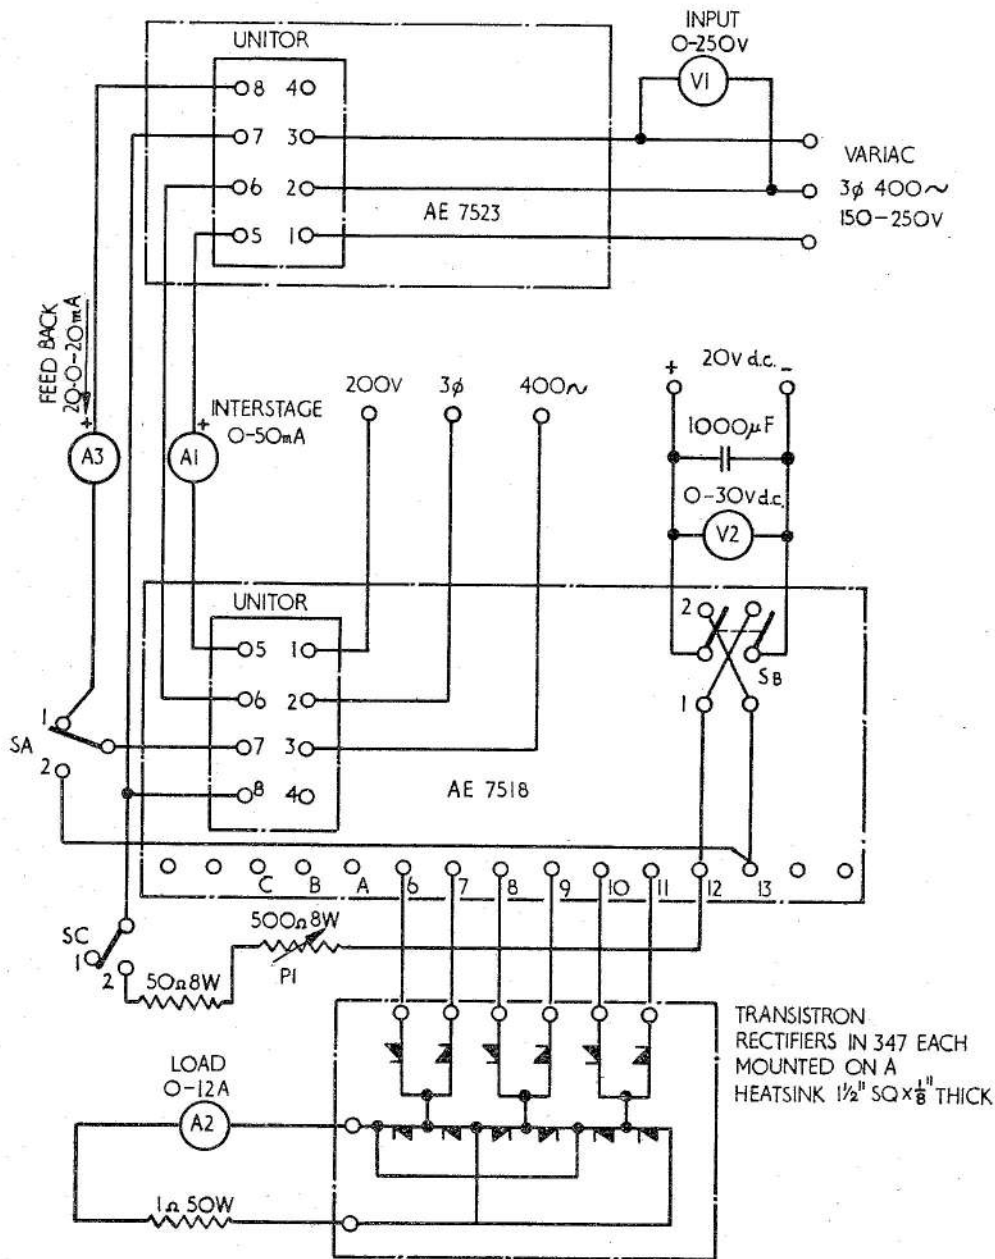 INPUT
0-250V
V1
UNITOR
8 4
7 3
6 2
5 1
AE 7523
VARIAC
3ϕ 400~
150-250V
FEED BACK
20-0-20mA
+
A3
INTERSTAGE
0-50mA
+
A1
200V
3ϕ
400~
+ 20V d.c. -
1000µF
0-30V d.c.
V2
UNITOR
5 1
6 2
7 3
8 4
AE 7518
2
SB
1
1
SA
2
C B A 6 7 8 9 10 11 12 13
SC
1
2
50Ω 8W
500Ω 8W
P1
LOAD
0-12A
A2
1Ω 50W
TRANSISTRON
RECTIFIERS IN 347 EACH
MOUNTED ON A
HEATSINK 1½" SQ × ⅛" THICK